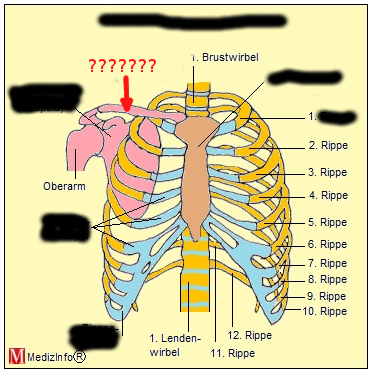 ???????
1. Brustwirbel
1.
2. Rippe
3. Rippe
4. Rippe
Oberarm
5. Rippe
6. Rippe
7. Rippe
8. Rippe
9. Rippe
10. Rippe
1. Lenden-
wirbel
12. Rippe
11. Rippe
M MedizInfo®